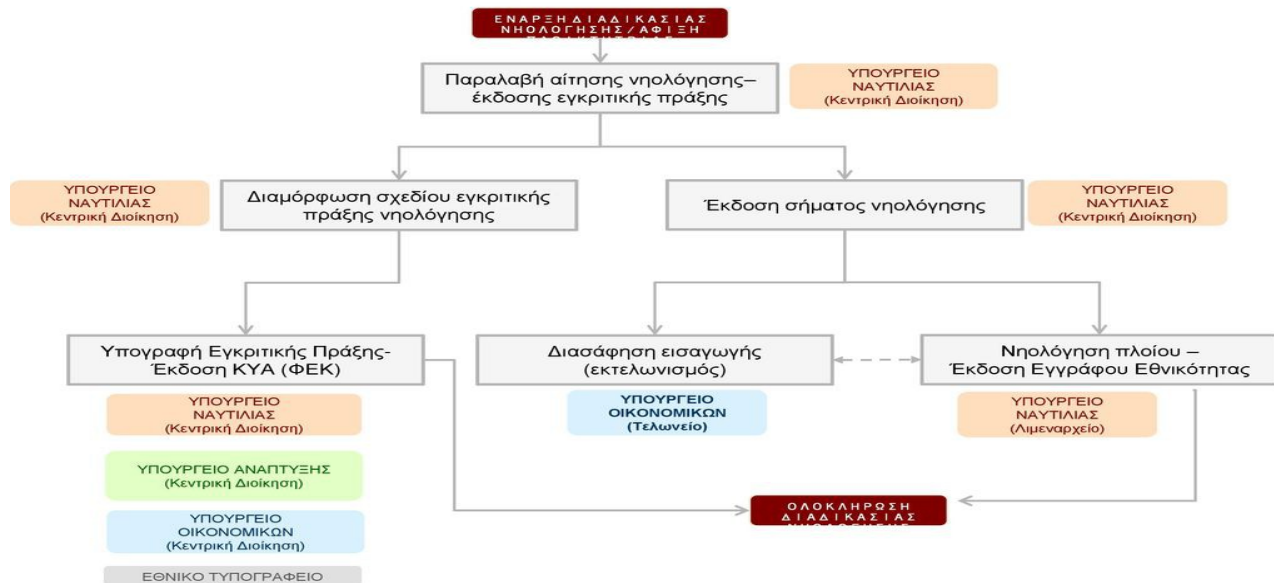 ΕΝΑΡΞΗ ΔΙΑΔΙΚΑΣΙΑΣ
ΝΗΟΛΟΓΗΣΗΣ/ΑΦΙΞΗ
Παραλαβή αίτησης νηολόγησης–
έκδοσης εγκριτικής πράξης
ΥΠΟΥΡΓΕΙΟ
ΝΑΥΤΙΛΙΑΣ
(Κεντρική Διοίκηση)
ΥΠΟΥΡΓΕΙΟ
ΝΑΥΤΙΛΙΑΣ
(Κεντρική Διοίκηση)
Διαμόρφωση σχεδίου εγκριτικής
πράξης νηολόγησης
Έκδοση σήματος νηολόγησης
ΥΠΟΥΡΓΕΙΟ
ΝΑΥΤΙΛΙΑΣ
(Κεντρική Διοίκηση)
Υπογραφή Εγκριτικής Πράξης-
Έκδοση ΚΥΑ (ΦΕΚ)
Διασάφηση εισαγωγής
(εκτελωνισμός)
Νηολόγηση πλοίου –
Έκδοση Εγγράφου Εθνικότητας
ΥΠΟΥΡΓΕΙΟ
ΝΑΥΤΙΛΙΑΣ
(Κεντρική Διοίκηση)
ΥΠΟΥΡΓΕΙΟ
ΟΙΚΟΝΟΜΙΚΩΝ
(Τελωνείο)
ΥΠΟΥΡΓΕΙΟ
ΝΑΥΤΙΛΙΑΣ
(Λιμεναρχείο)
ΥΠΟΥΡΓΕΙΟ ΑΝΑΠΤΥΞΗΣ
(Κεντρική Διοίκηση)
ΥΠΟΥΡΓΕΙΟ
ΟΙΚΟΝΟΜΙΚΩΝ
(Κεντρική Διοίκηση)
ΕΘΝΙΚΟ ΤΥΠΟΓΡΑΦΕΙΟ
ΟΛΟΚΛΗΡΩΣΗ
ΔΙΑΔΙΚΑΣΙΑΣ